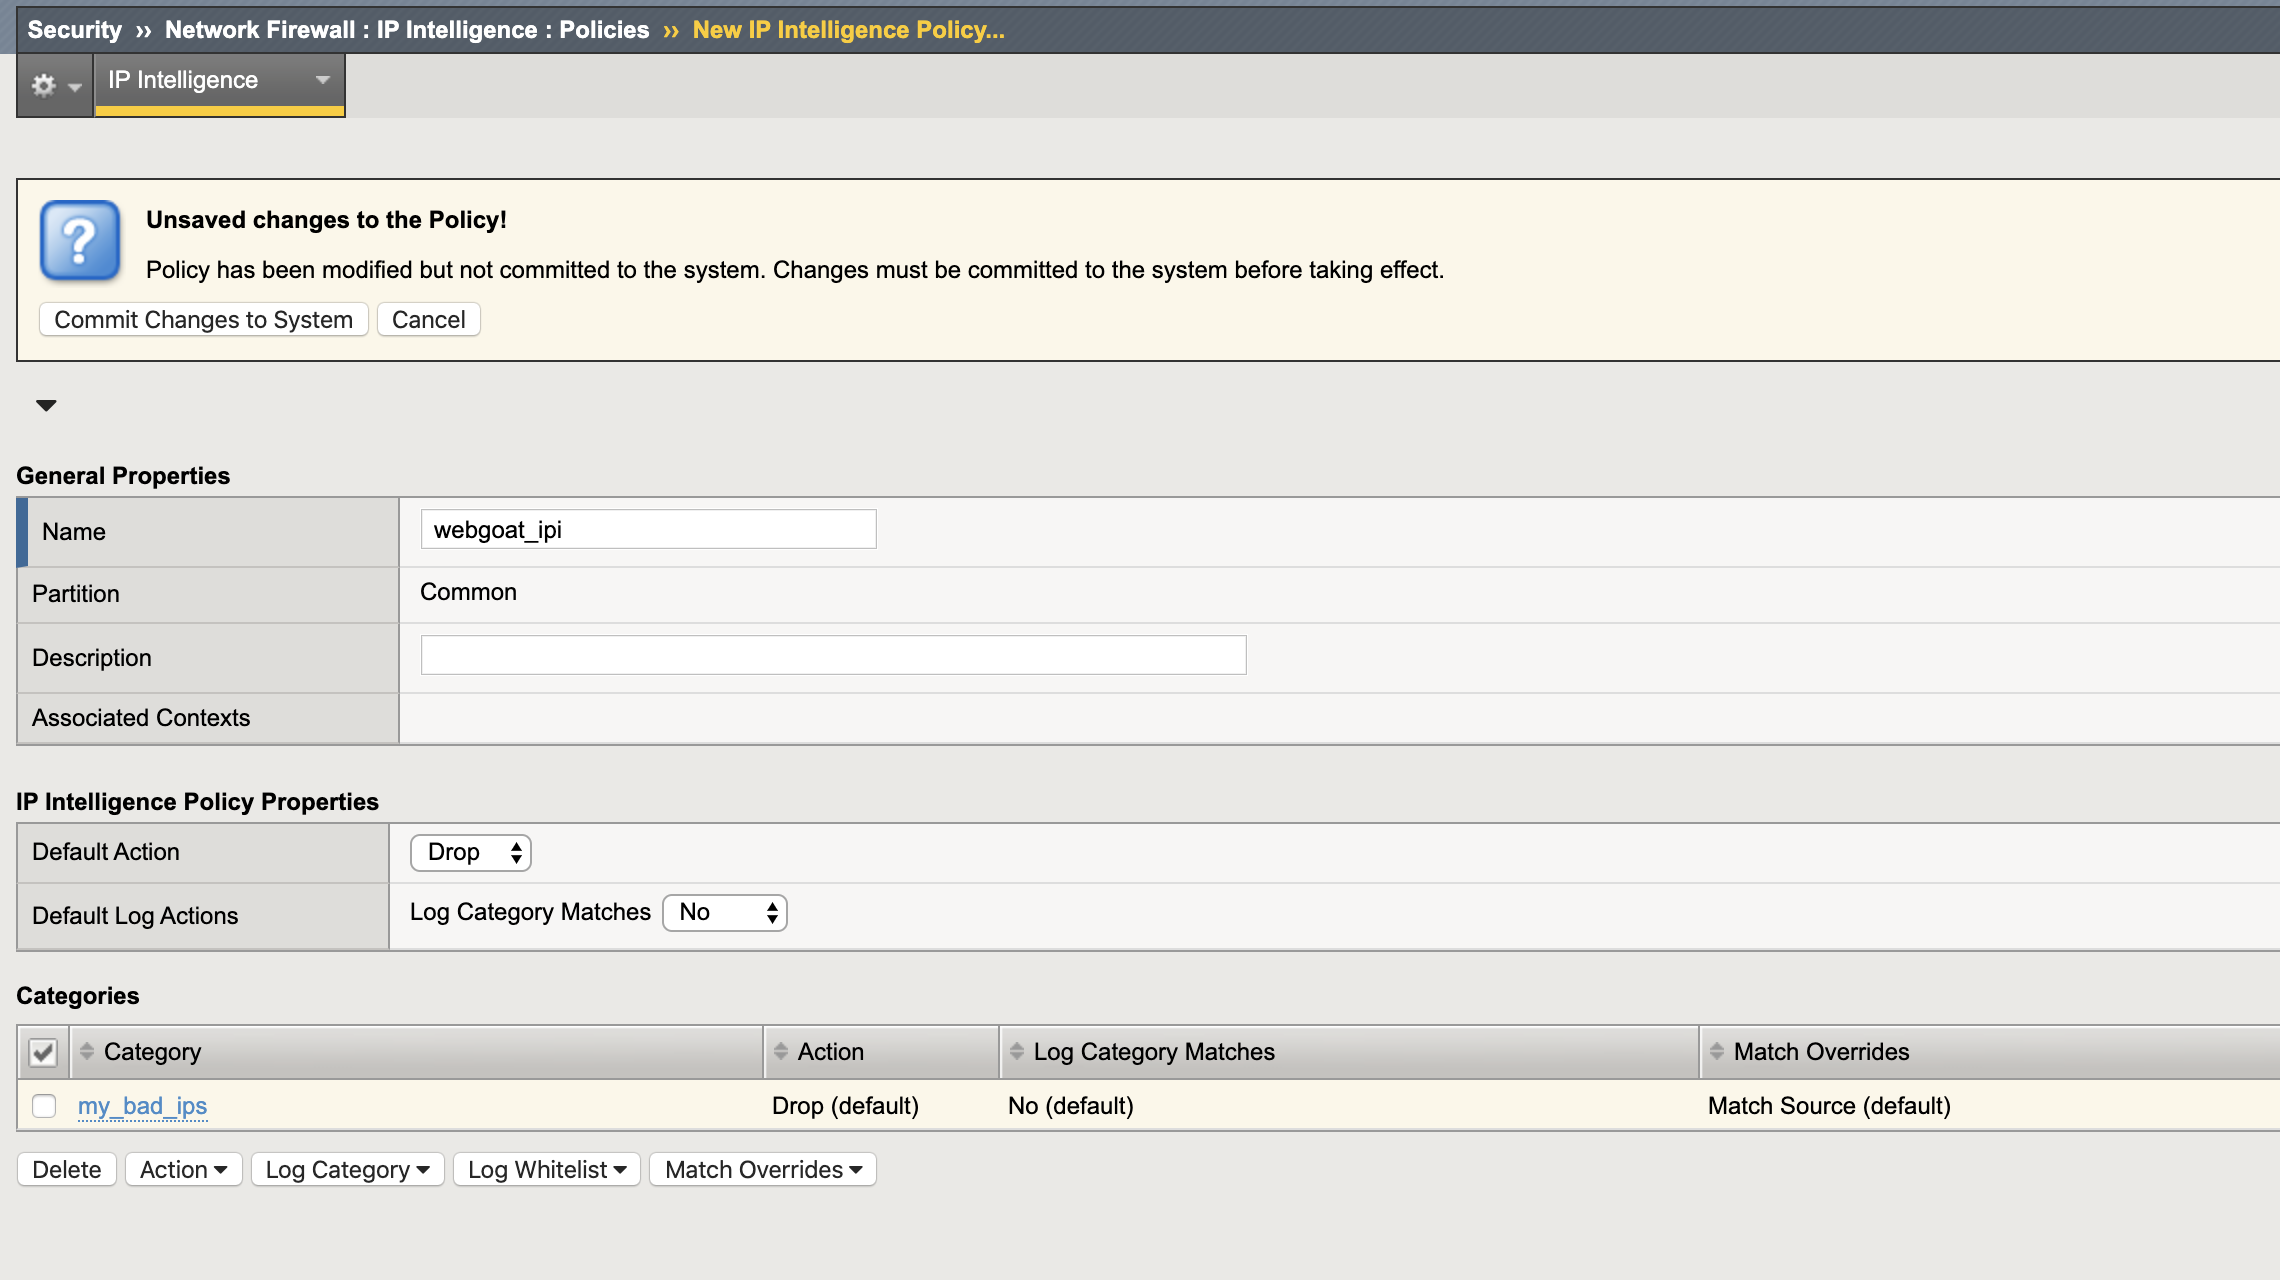 Security ›› Network Firewall : IP Intelligence : Policies ›› New IP Intelligence Policy...
IP Intelligence
Unsaved changes to the Policy!
Policy has been modified but not committed to the system. Changes must be committed to the system before taking effect.
Commit Changes to System Cancel
General Properties
Name webgoat_ipi
Partition Common
Description
Associated Contexts
IP Intelligence Policy Properties
Default Action Drop
Default Log Actions Log Category Matches No
Categories
Category Action Log Category Matches Match Overrides
my_bad_ips Drop (default) No (default) Match Source (default)
Delete Action Log Category Log Whitelist Match Overrides